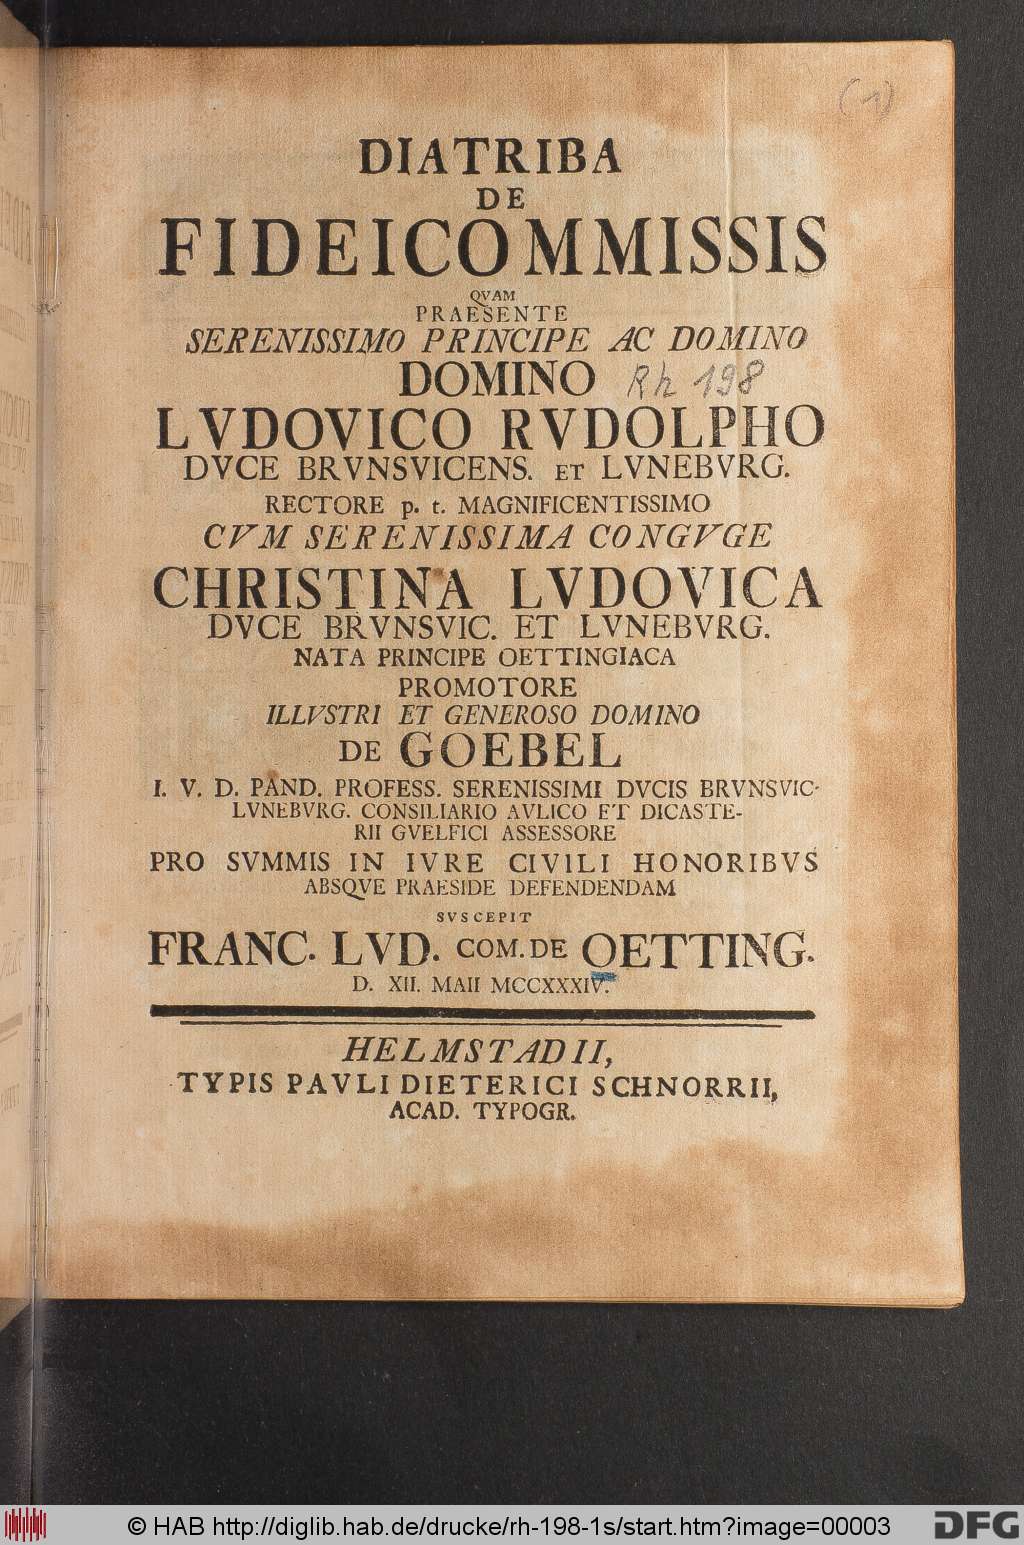 (1)
DIATRIBA
DE
FIDEICOMMISSIS
QVAM
PRAESENTE
SERENISSIMO PRINCIPE AC DOMINO
DOMINO Rh 198
LVDOVICO RVDOLPHO
DVCE BRVNSVICENS. ET LVNEBVRG.
RECTORE p. t. MAGNIFICENTISSIMO
CVM SERENISSIMA CONGVGE
CHRISTINA LVDOVICA
DVCE BRVNSVIC. ET LVNEBVRG.
NATA PRINCIPE OETTINGIACA
PROMOTORE
ILLVSTRI ET GENEROSO DOMINO
DE GOEBEL
I. V. D. PAND. PROFESS. SERENISSIMI DVCIS BRVNSVIC-
LVNEBVRG. CONSILIARIO AVLICO ET DICASTE-
RII GVELFICI ASSESSORE
PRO SVMMIS IN IVRE CIVILI HONORIBVS
ABSQVE PRAESIDE DEFENDENDAM
SVSCEPIT
FRANC. LVD. COM. DE OETTING.
D. XII. MAII MCCXXXIV.
HELMSTADII,
TYPIS PAVLI DIETERICI SCHNORRII,
ACAD. TYPOGR.
© HAB http://diglib.hab.de/drucke/rh-198-1s/start.htm?image=00003
DFG